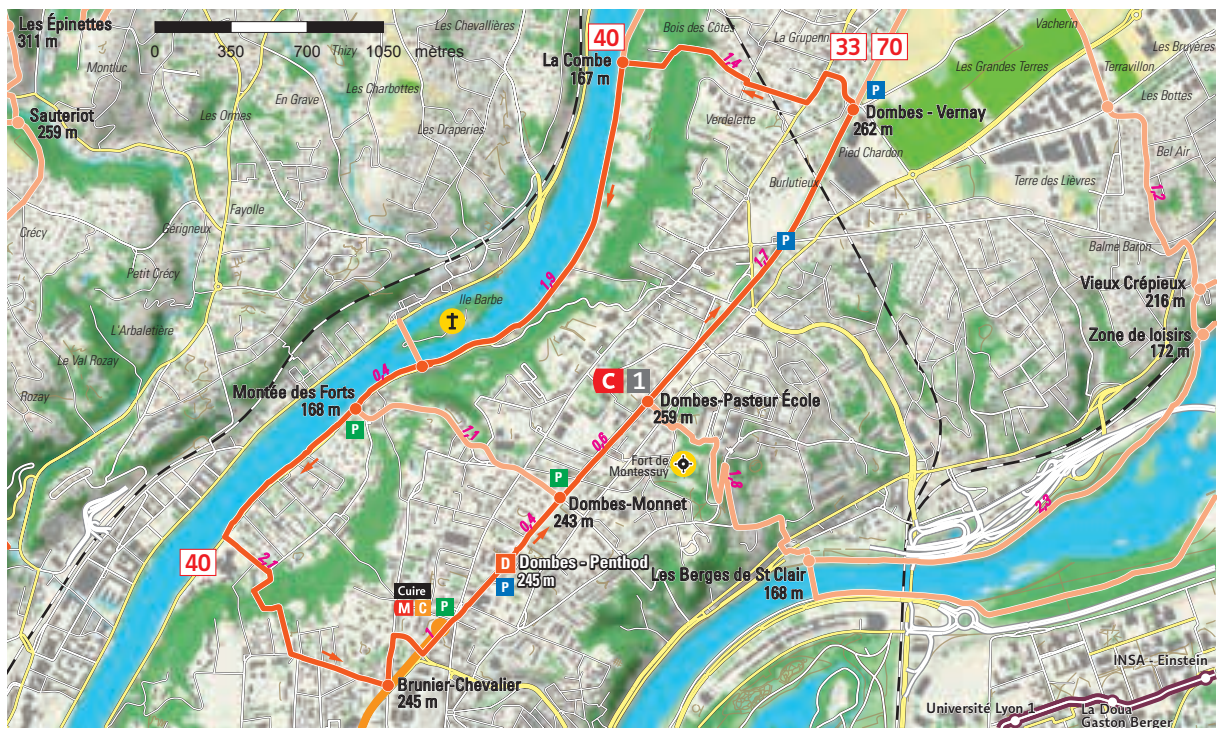 Les Épinettes
311 m
0 350 700 1050 mètres
Les Chevallières
Thizy
Montluc
Les Charbottes
En Grave
Les Ormes
Les Draperies
Sauteriot
259 m
Fayolle
Gérigneux
Crécy
Petit Crécy
L'Arbaletière
Le Val Rozay
Rozay
40
La Combe
167 m
Bois des Côtes
1,4
La Grupenn
33
70
P
Dombes - Vernay
262 m
Verdelette
Pied Chardon
Burlutieux
Vacherin
Les Grandes Terres
Les Bruyères
Terravillon
Les Bottes
Bel Air
Terre des Lièvres
1,2
Balme Baron
Vieux Crépieux
216 m
Zone de loisirs
172 m
P
1,7
1,9
Ile Barbe
0,4
Montée des Forts
168 m
P
1,1
C 1
Dombes-Pasteur École
259 m
0,6
Fort de
Montessuy
1,8
P
Dombes-Monnet
243 m
0,4
D
Dombes - Penthod
245 m
P
2,3
Les Berges de St Clair
168 m
40
2,1
Cuire
M C
P
1
Brunier-Chevalier
245 m
INSA - Einstein
Université Lyon 1
La Doua
Gaston Berger